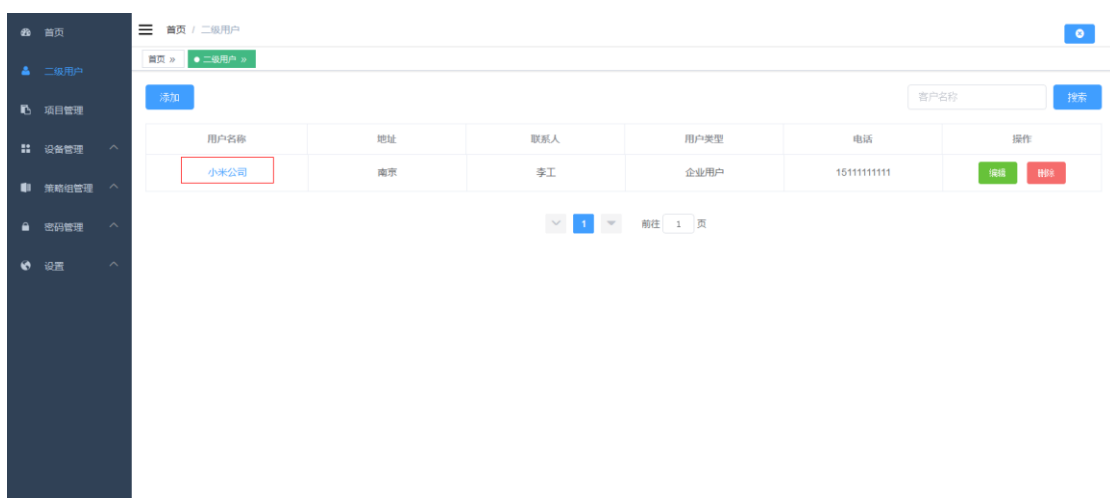 首页
二级用户
项目管理
设备管理
策略组管理
密码管理
设置
首页 / 二级用户
首页
二级用户
添加
客户名称
搜索
用户名称 地址 联系人 用户类型 电话 操作
小米公司 南京 李工 企业用户 15111111111 编辑 删除
1 前往 1 页